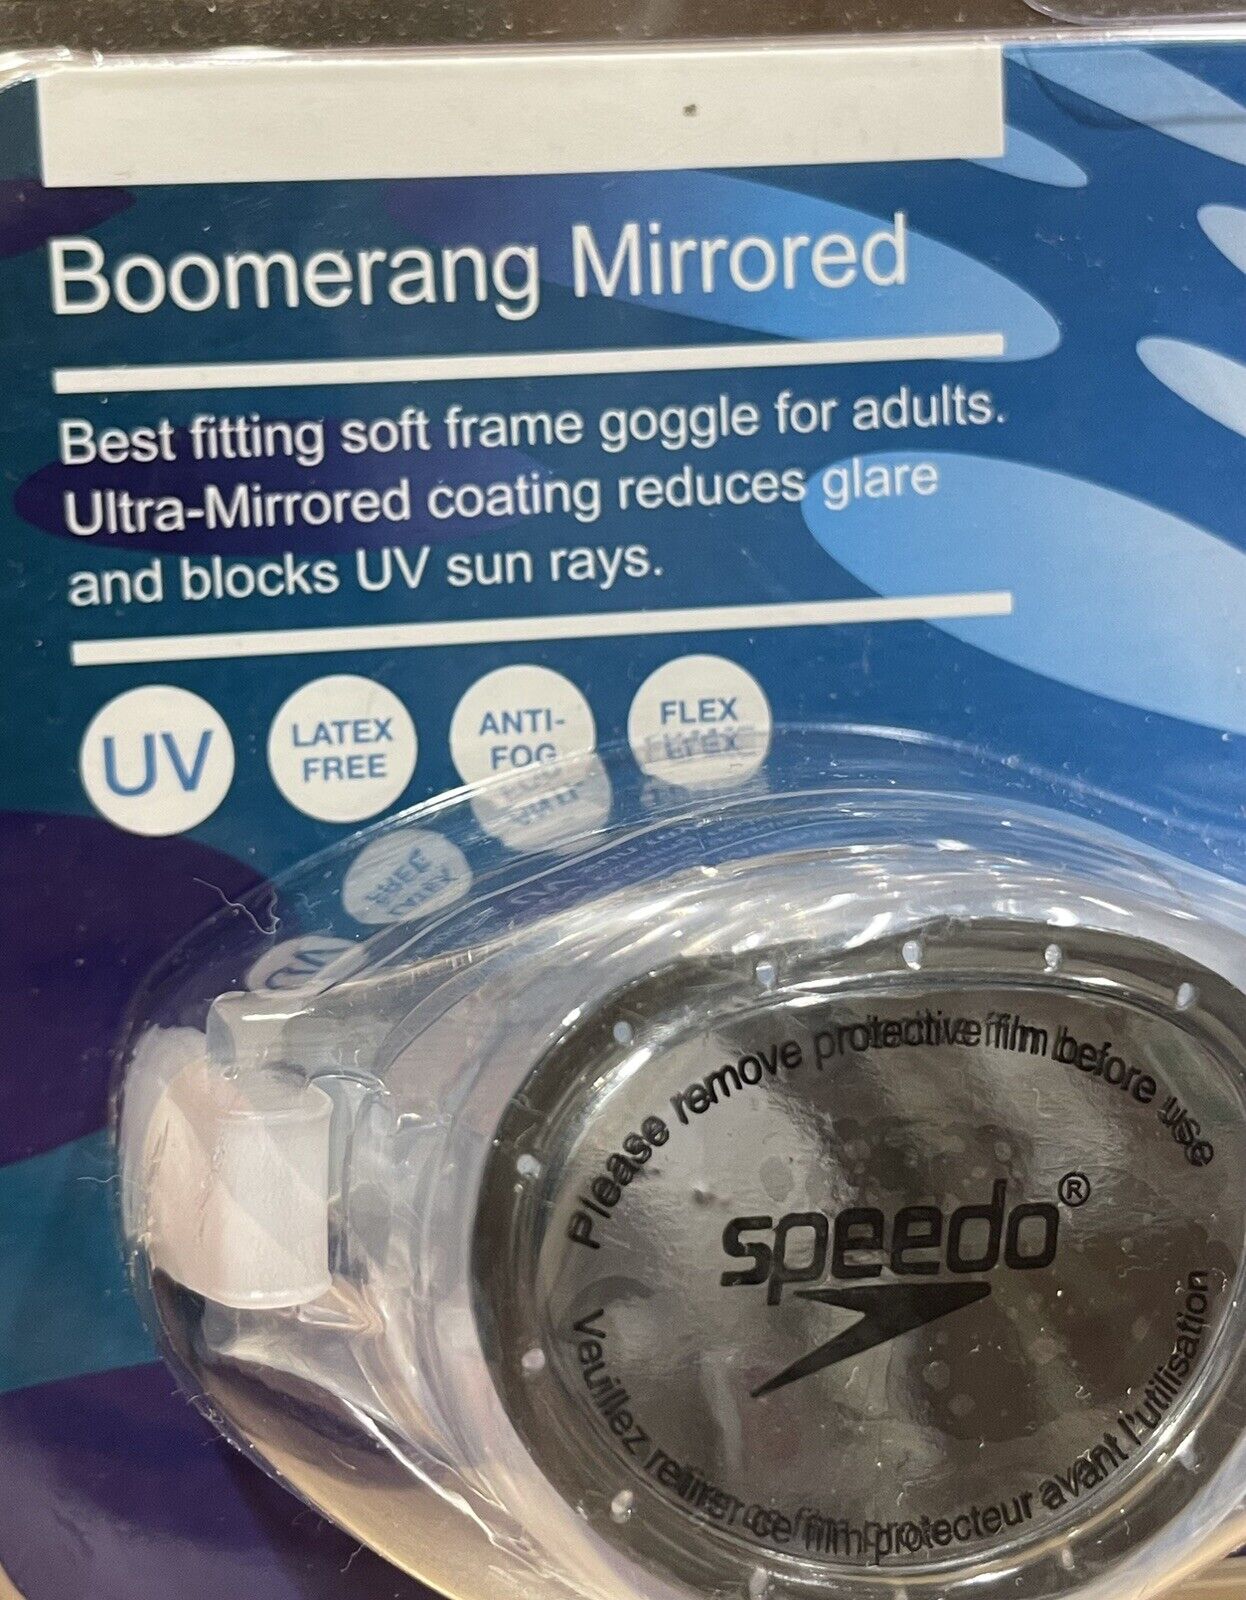 Boomerang Mirrored
Best fitting soft frame goggle for adults.
Ultra-Mirrored coating reduces glare
and blocks UV sun rays.
UV
LATEX
FREE
ANTI-
FOG
FLEX
Please remove protective film before use
speedo®
Veuillez retirer ce film protecteur avant l'utilisation